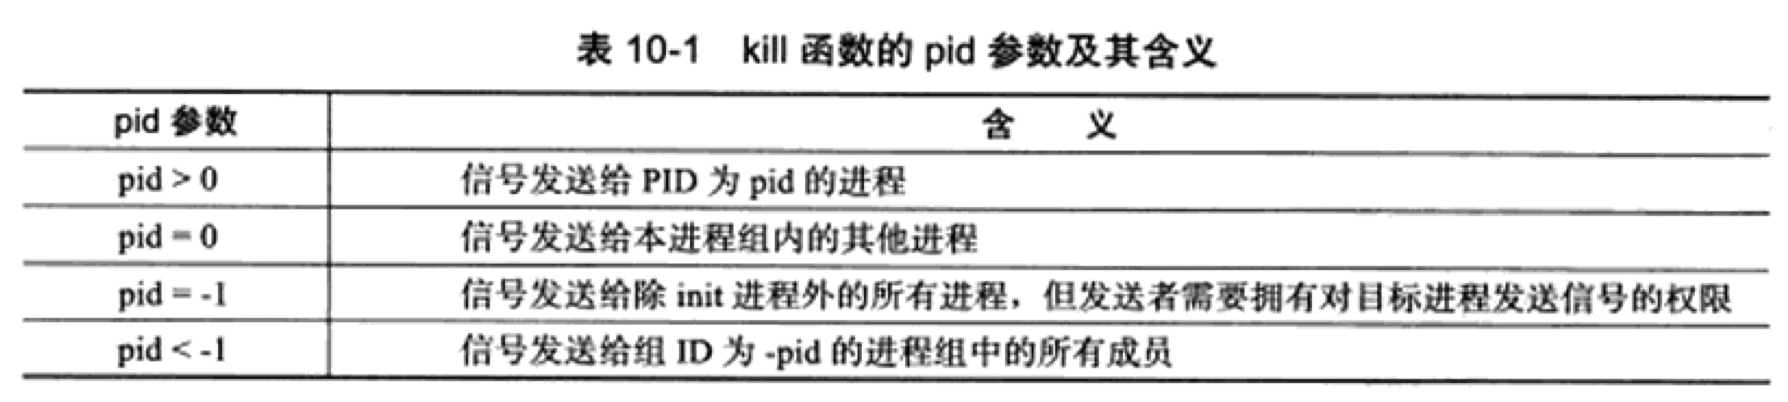 表 10-1 kill 函数的 pid 参数及其含义
pid 参数 含 义
pid > 0 信号发送给 PID 为 pid 的进程
pid = 0 信号发送给本进程组内的其他进程
pid = -1 信号发送给除 init 进程外的所有进程，但发送者需要拥有对目标进程发送信号的权限
pid < -1 信号发送给组 ID 为 -pid 的进程组中的所有成员